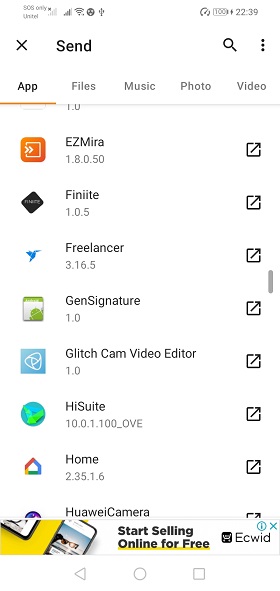 SOS only
Unitel
100
22:39
Send
App Files Music Photo Video
1.0
EZMira
1.8.0.50
FINIITE
Finiite
1.0.5
Freelancer
3.16.5
GenSignature
1.0
Glitch Cam Video Editor
1.0
HiSuite
10.0.1.100_OVE
Home
2.35.1.6
HuaweiCamera
Start Selling
Online for Free
Ecwid